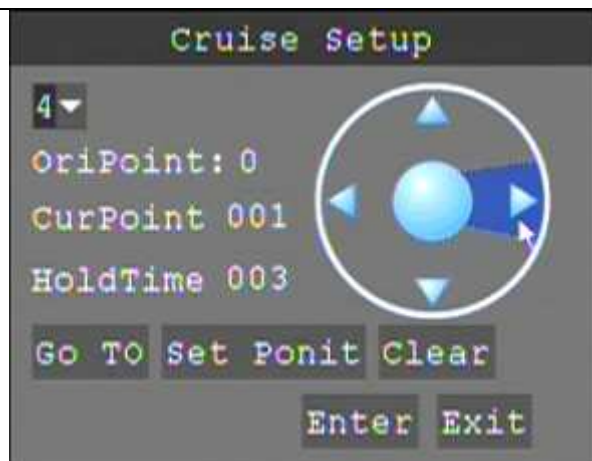 Cruise Setup
4
OriPoint: 0
CurPoint 001
HoldTime 003
Go TO Set Ponit Clear
Enter Exit